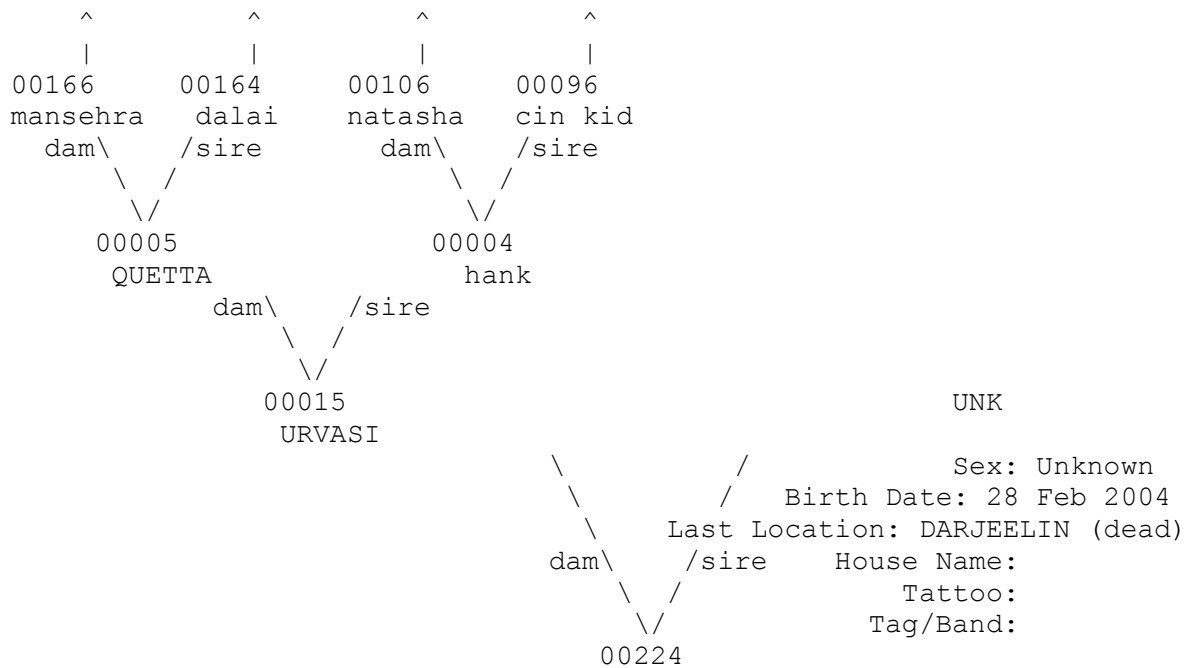 ^ ^ ^ ^
| | | |
00166 00164 00106 00096
mansehra dalai natasha cin kid
dam\ /sire dam\ /sire
\ / \ /
\/ \/
00005 00004
QUETTA hank
dam\ /sire
\ /
\/
00015 UNK
URVASI
\ / Sex: Unknown
\ / Birth Date: 28 Feb 2004
\ Last Location: DARJEELIN (dead)
dam\ /sire House Name:
\ / Tattoo:
\/ Tag/Band:
00224